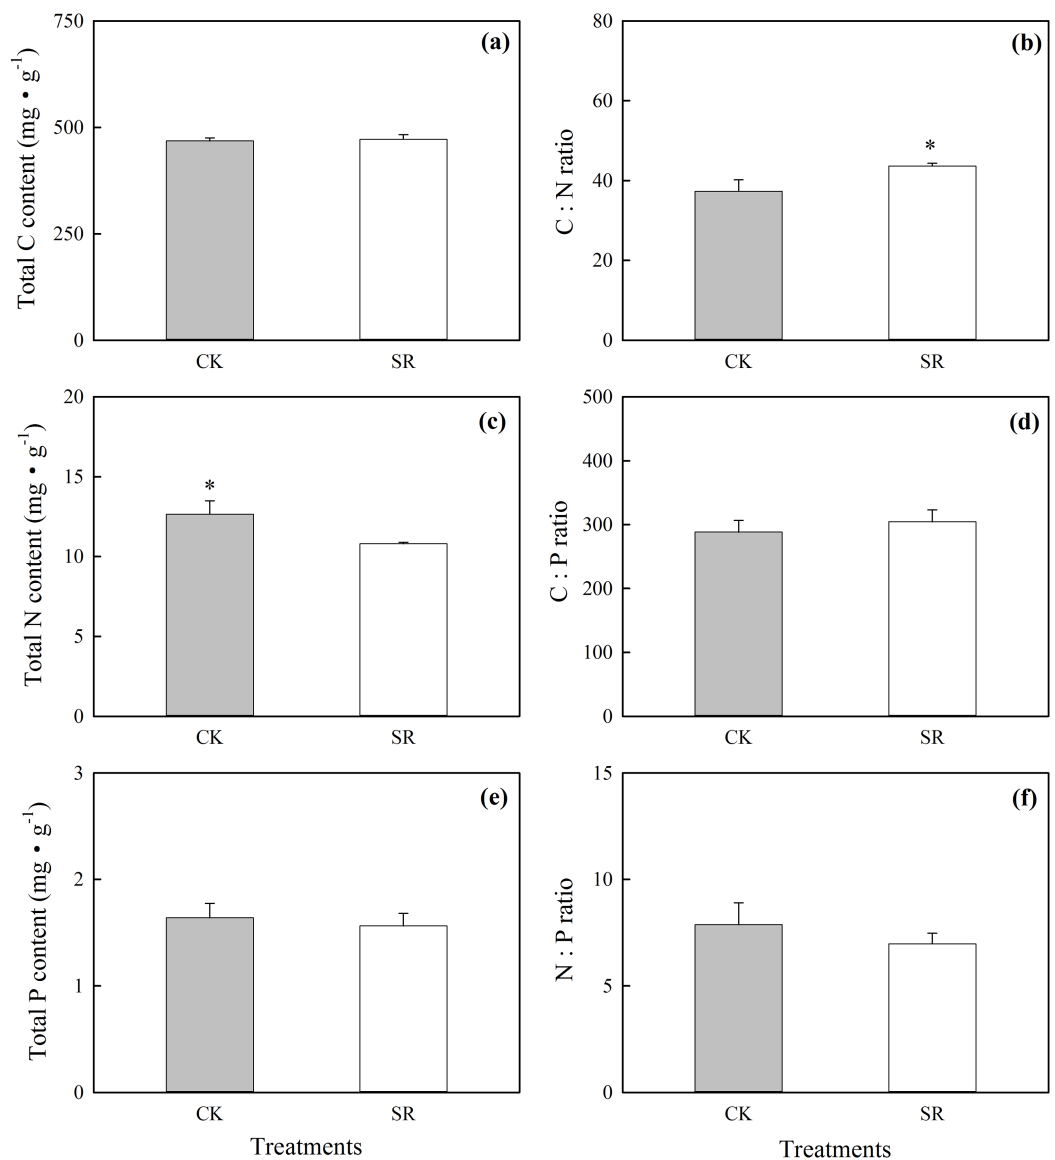 (a)
Total C content (mg • g-1)
750
500
250
0
CK SR
(b)
C : N ratio
80
60
40
20
0
*
CK SR
(c)
Total N content (mg • g-1)
20
15
10
5
0
*
CK SR
(d)
C : P ratio
500
400
300
200
100
0
CK SR
(e)
Total P content (mg • g-1)
3
2
1
0
CK SR
Treatments
(f)
N : P ratio
15
10
5
0
CK SR
Treatments